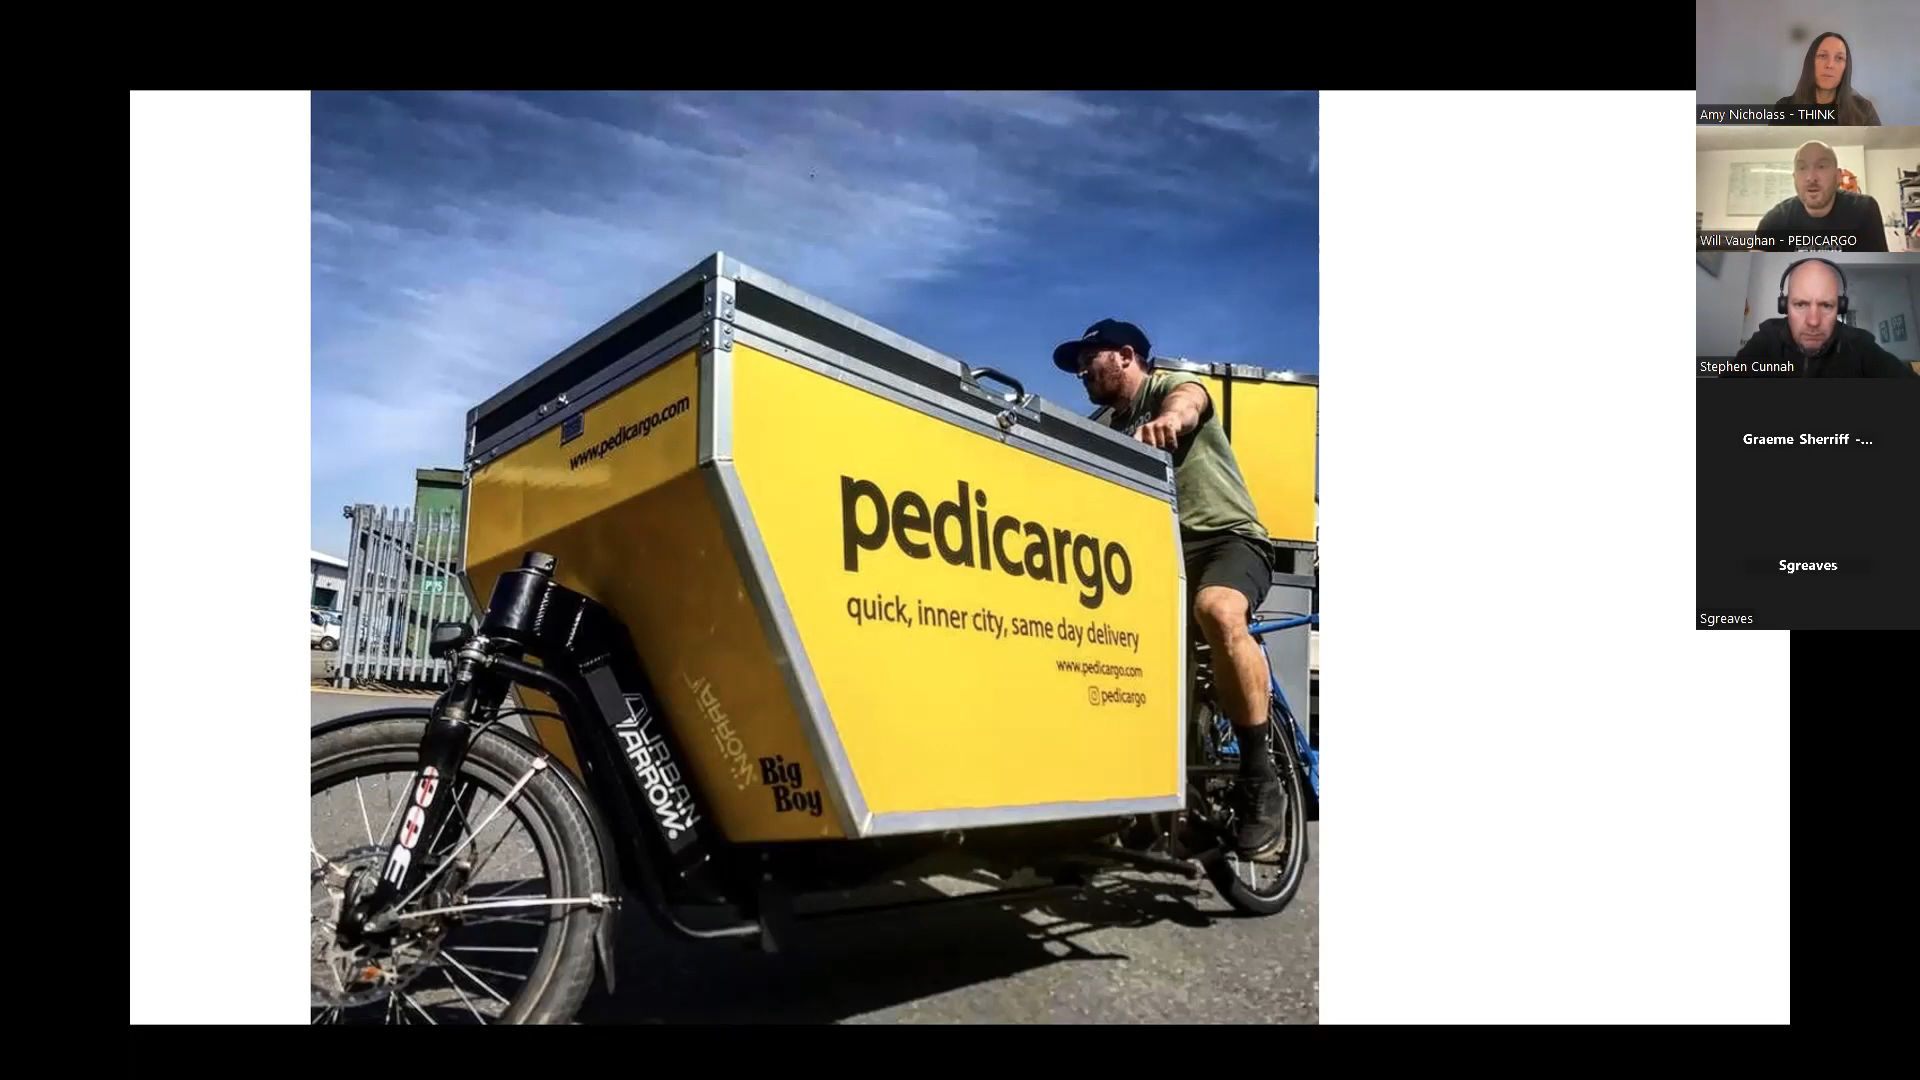 www.pedicargo.com
pedicargo
quick, inner city, same day delivery
www.pedicargo.com
pedicargo
URBAN
ARROW
Big
Boy
Amy Nicholass - THINK
Will Vaughan - PEDICARGO
Stephen Cunnah
Graeme Sherriff -...
Sgreaves
Sgreaves